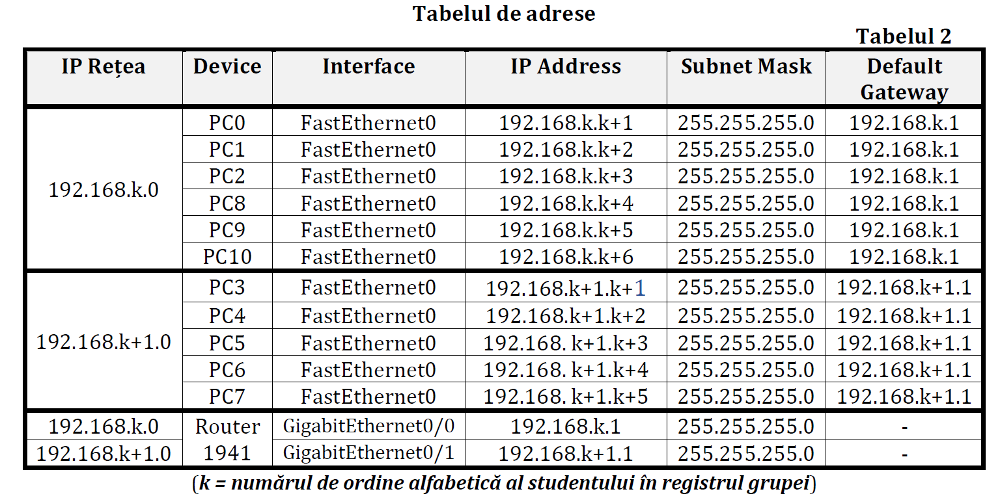 Tabelul de adrese
Tabelul 2
IP Rețea Device Interface IP Address Subnet Mask Default Gateway
192.168.k.0
PC0 FastEthernet0 192.168.k.k+1 255.255.255.0 192.168.k.1
PC1 FastEthernet0 192.168.k.k+2 255.255.255.0 192.168.k.1
PC2 FastEthernet0 192.168.k.k+3 255.255.255.0 192.168.k.1
PC8 FastEthernet0 192.168.k.k+4 255.255.255.0 192.168.k.1
PC9 FastEthernet0 192.168.k.k+5 255.255.255.0 192.168.k.1
PC10 FastEthernet0 192.168.k.k+6 255.255.255.0 192.168.k.1
192.168.k+1.0
PC3 FastEthernet0 192.168.k+1.k+1 255.255.255.0 192.168.k+1.1
PC4 FastEthernet0 192.168.k+1.k+2 255.255.255.0 192.168.k+1.1
PC5 FastEthernet0 192.168. k+1.k+3 255.255.255.0 192.168.k+1.1
PC6 FastEthernet0 192.168. k+1.k+4 255.255.255.0 192.168.k+1.1
PC7 FastEthernet0 192.168. k+1.k+5 255.255.255.0 192.168.k+1.1
192.168.k.0 Router GigabitEthernet0/0 192.168.k.1 255.255.255.0 -
192.168.k+1.0 1941 GigabitEthernet0/1 192.168.k+1.1 255.255.255.0 -
(k = numărul de ordine alfabetică al studentului în registrul grupei)